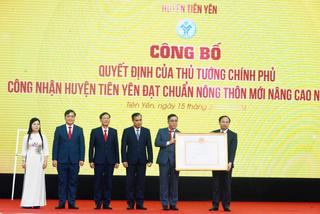 HUYỆN TIÊN YÊN
CÔNG BỐ
QUYẾT ĐỊNH CỦA THỦ TƯỚNG CHÍNH PHỦ
CÔNG NHẬN HUYỆN TIÊN YÊN ĐẠT CHUẨN NÔNG THÔN MỚI NÂNG CAO N
Tiên Yên, ngày 15 tháng